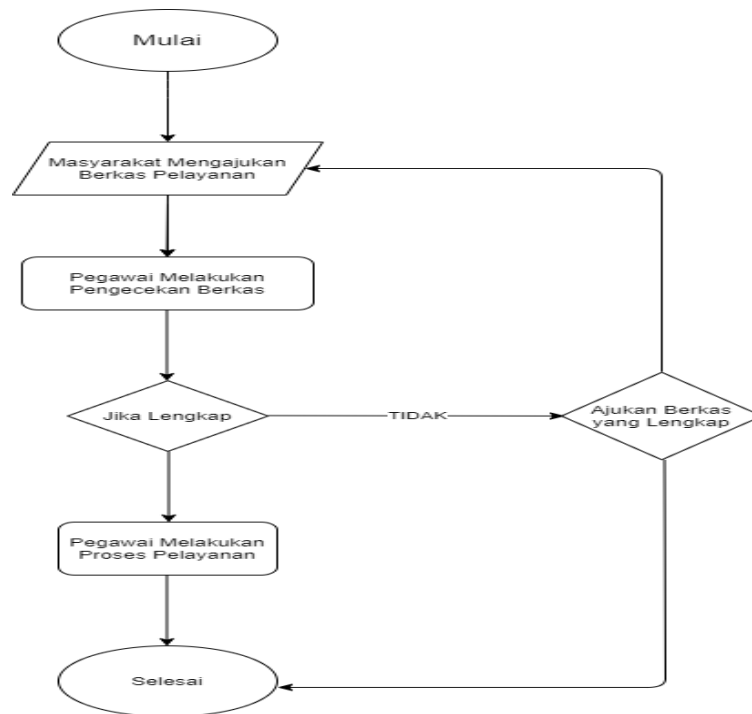 Mulai
Masyarakat Mengajukan
Berkas Pelayanan
Pegawai Melakukan
Pengecekan Berkas
Jika Lengkap
TIDAK
Ajukan Berkas
yang Lengkap
Pegawai Melakukan
Proses Pelayanan
Selesai